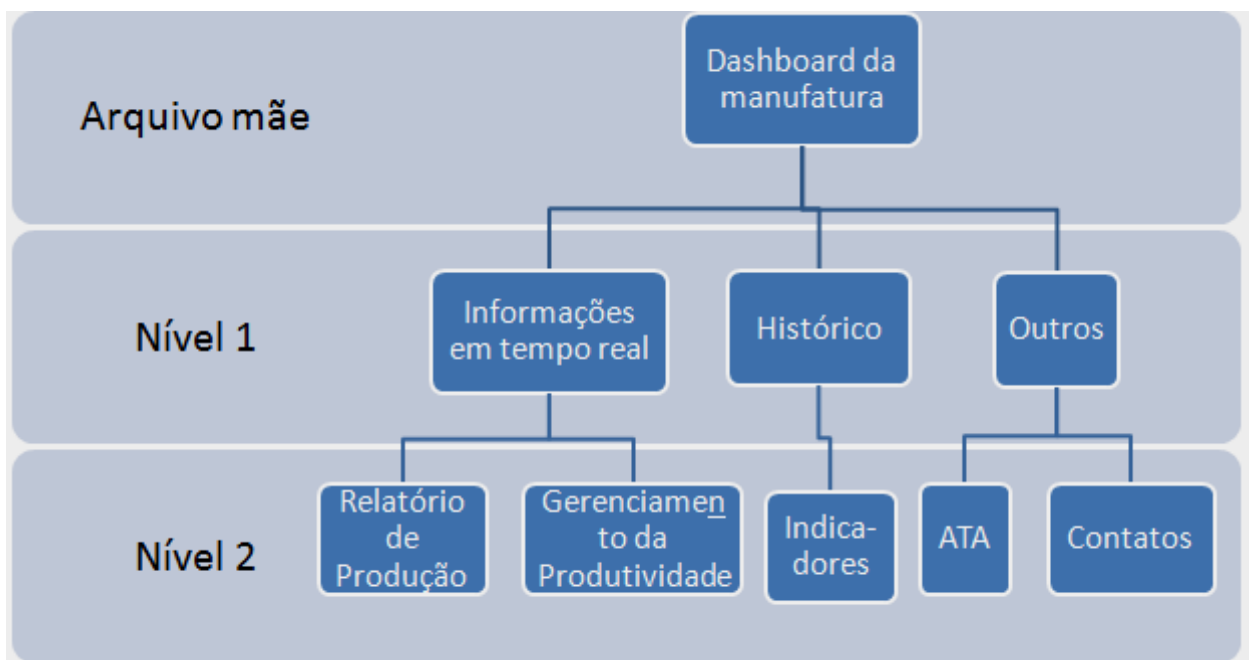 Dashboard da
manufatura
Arquivo mãe
Informações
em tempo real
Histórico
Outros
Nível 1
Relatório
de
Produção
Gerenciamen
to da
Produtividade
Indica-
dores
ATA
Contatos
Nível 2